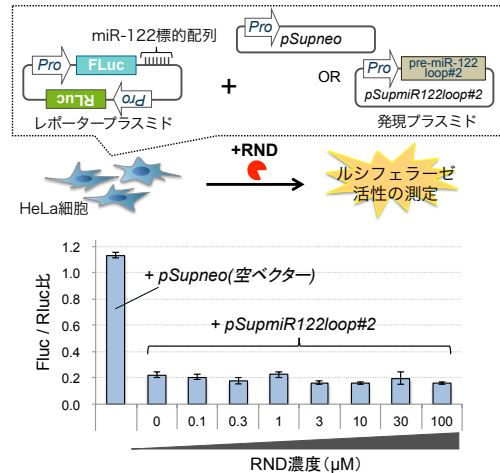 miR-122標的配列
Pro
FLuc
RLuc
Pro
レポータープラスミド
+
Pro
pSupneo
OR
Pro
pre-miR-122
loop#2
pSupmiR122loop#2
発現プラスミド
HeLa細胞
+RND
ルシフェラーゼ
活性の測定
Fluc / Rluc比
1.2
1.0
0.8
0.6
0.4
0.2
0.0
+ pSupneo(空ベクター)
+ pSupmiR122loop#2
0 0.1 0.3 1 3 10 30 100
RND濃度(μM)